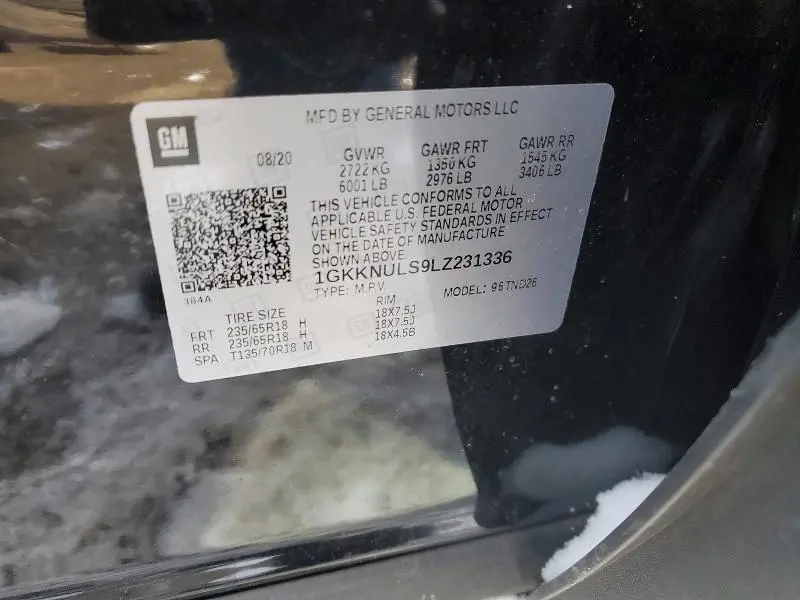 MFD BY GENERAL MOTORS LLC
GM
08/20 GVWR GAWR FRT GAWR RR
2722 KG 1350 KG 1545 KG
6001 LB 2976 LB 3406 LB
THIS VEHICLE CONFORMS TO ALL
APPLICABLE U.S. FEDERAL MOTOR
VEHICLE SAFETY STANDARDS IN EFFECT
ON THE DATE OF MANUFACTURE
SHOWN ABOVE.
1GKKNULS9LZ231336
TYPE: M.P.V. MODEL: 96TND26
384A
TIRE SIZE RIM
FRT 235/65R18 H 18X7.5J
RR 235/65R18 H 18X7.5J
SPA T135/70R18 M 18X4.5B